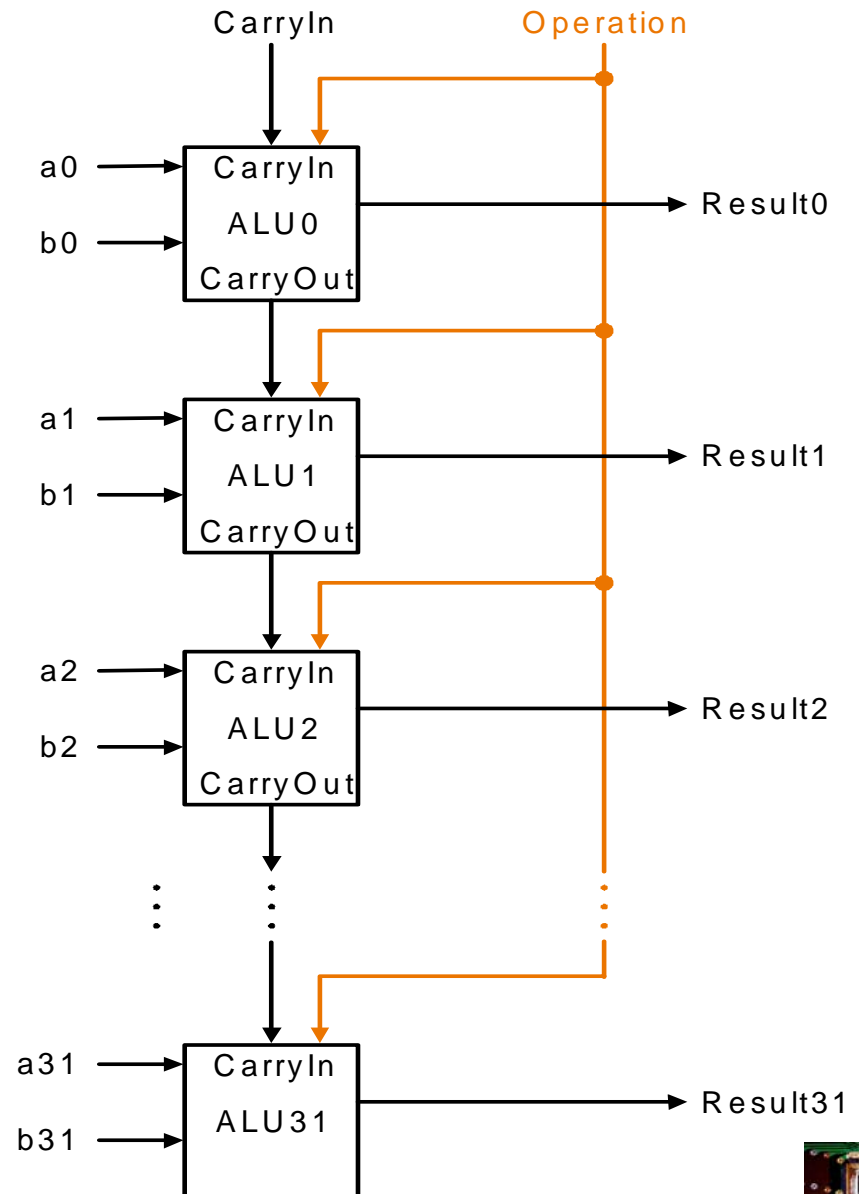 CarryIn
Operation
a0
b0
CarryIn
ALU0
CarryOut
Result0
a1
b1
CarryIn
ALU1
CarryOut
Result1
a2
b2
CarryIn
ALU2
CarryOut
Result2
a31
b31
CarryIn
ALU31
Result31